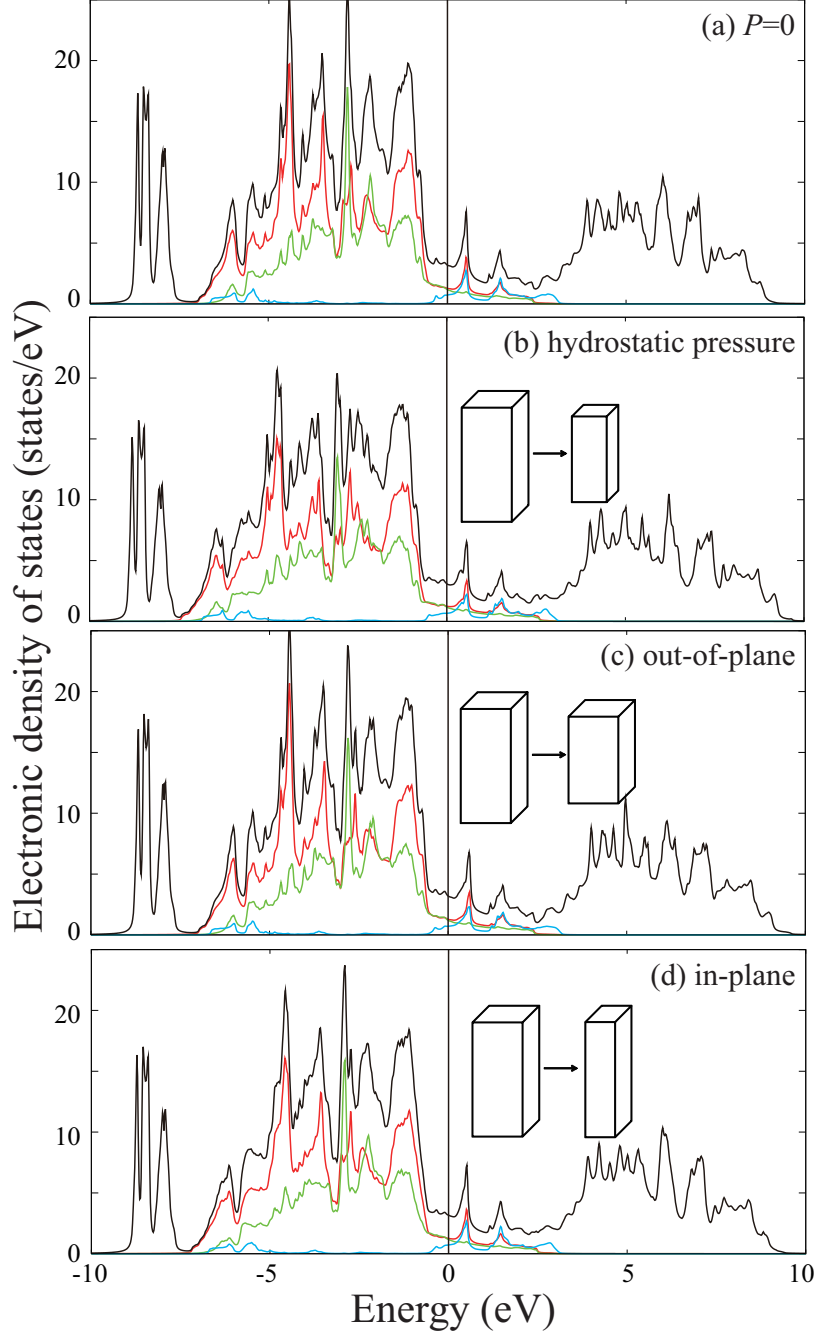 (a) P=0
20
10
0
(b) hydrostatic pressure
20
10
0
(c) out-of-plane
20
10
0
(d) in-plane
20
10
0
-10 -5 0 5 10
Energy (eV)
Electronic density of states (states/eV)